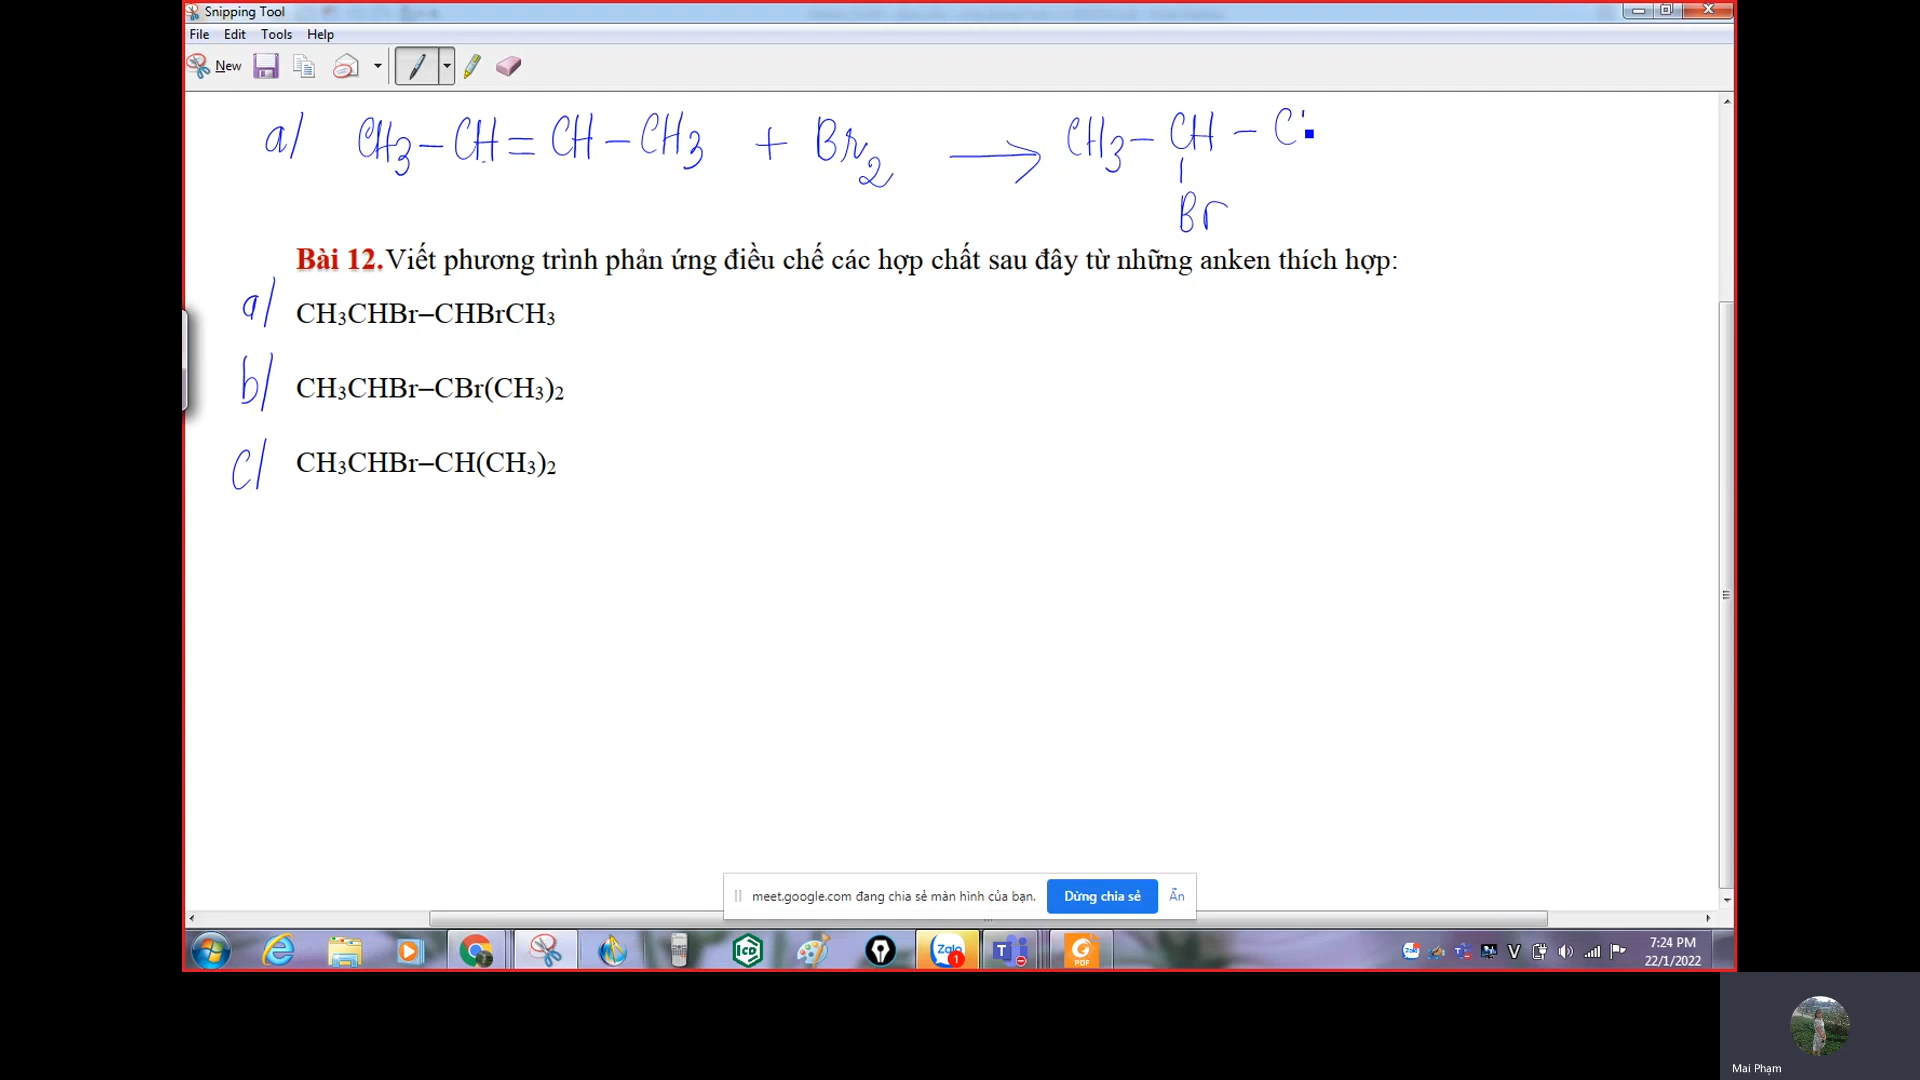 Snipping Tool
File Edit Tools Help
New
a/ CH3-CH=CH-CH3 + Br2 → CH3-CH-C
Br
Bài 12.Viết phương trình phản ứng điều chế các hợp chất sau đây từ những anken thích hợp:
a/ CH₃CHBr–CHBrCH₃
b/ CH₃CHBr–CBr(CH₃)₂
c/ CH₃CHBr–CH(CH₃)₂
meet.google.com đang chia sẻ màn hình của bạn. Dừng chia sẻ Ẩn
7:24 PM
22/1/2022
Mai Phạm